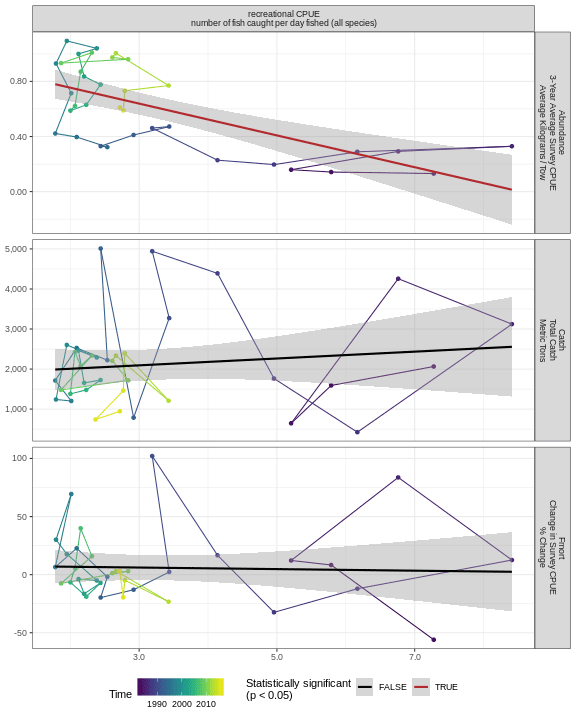 recreational CPUE
number of fish caught per day fished (all species)
0.80
0.40
0.00
Abundance
3-Year Average Survey CPUE
Average Kilograms / Tow
5,000
4,000
3,000
2,000
1,000
Catch
Total Catch
Metric Tons
100
50
0
-50
Fmort
Change in Survey CPUE
% Change
3.0 5.0 7.0
Time
1990 2000 2010
Statistically significant
(p < 0.05)
FALSE TRUE